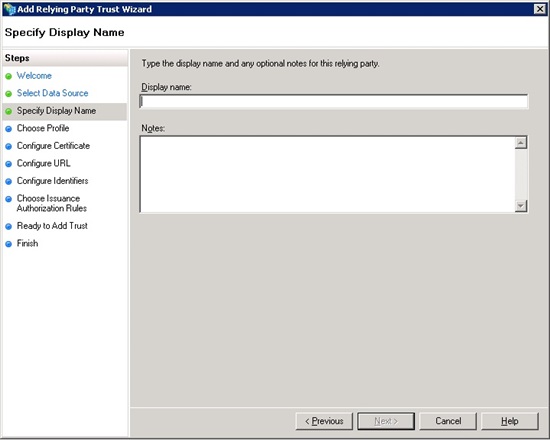 Add Relying Party Trust Wizard
Specify Display Name
Steps
Welcome
Select Data Source
Specify Display Name
Choose Profile
Configure Certificate
Configure URL
Configure Identifiers
Choose Issuance
Authorization Rules
Ready to Add Trust
Finish
Type the display name and any optional notes for this relying party.
Display name:
Notes:
< Previous
Next >
Cancel
Help